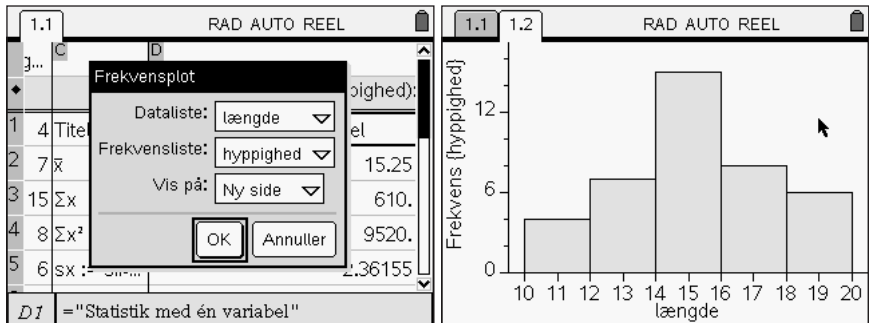 1.1 RAD AUTO REEL
g... C D
Frekvensplot
pighed):
Dataliste: længde
1 4 Titel el
Frekvensliste: hyppighed
2 7 x̄ 15.25
Vis på: Ny side
3 15 Σx 610.
4 8 Σx² 9520.
OK Annuller
5 6 sx := 2.36155
D1 ="Statistik med én variabel"
1.1 1.2 RAD AUTO REEL
Frekvens {hyppighed}
12
6
0
10 11 12 13 14 15 16 17 18 19 20
længde